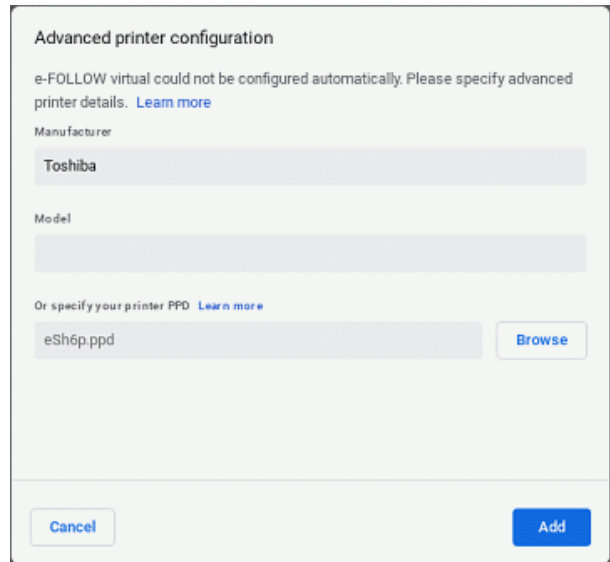 Advanced printer configuration
e-FOLLOW virtual could not be configured automatically. Please specify advanced
printer details. Learn more
Manufacturer
Toshiba
Model
Or specify your printer PPD Learn more
eSh6p.ppd
Browse
Cancel
Add